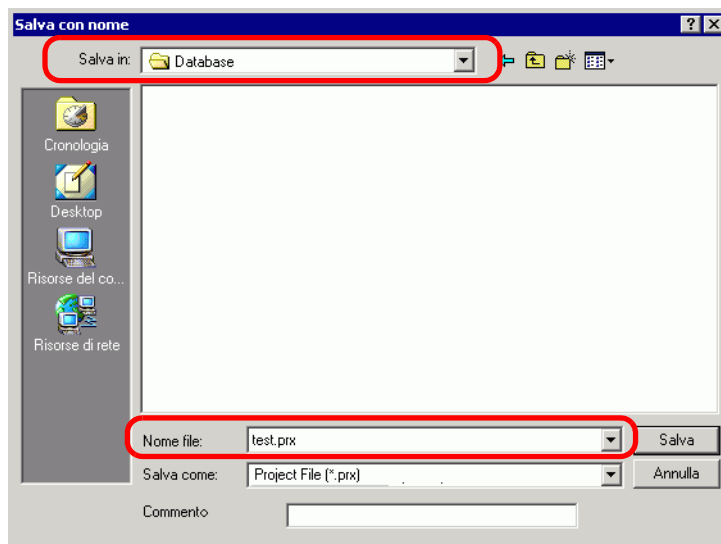 Salva con nome
Salva in: Database
Cronologia
Desktop
Risorse del co...
Risorse di rete
Nome file: test.prx Salva
Salva come: Project File (*.prx) Annulla
Commento